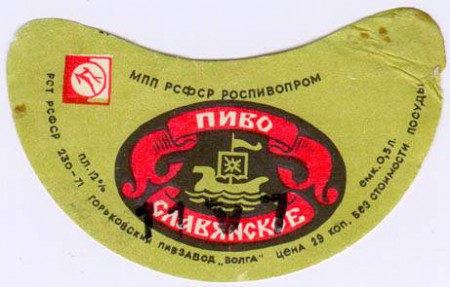 МПП РСФСР РОСПИВОПРОМ
ПИВО
СЛАВЯНСКОЕ
РСТ РСФСР 230-71
ПЛ. 12%
ГОРЬКОВСКИЙ ПИВЗАВОД „ВОЛГА"
ЦЕНА 29 КОП. БЕЗ СТОИМОСТИ ПОСУДЫ
ЕМК. 0,5 Л.